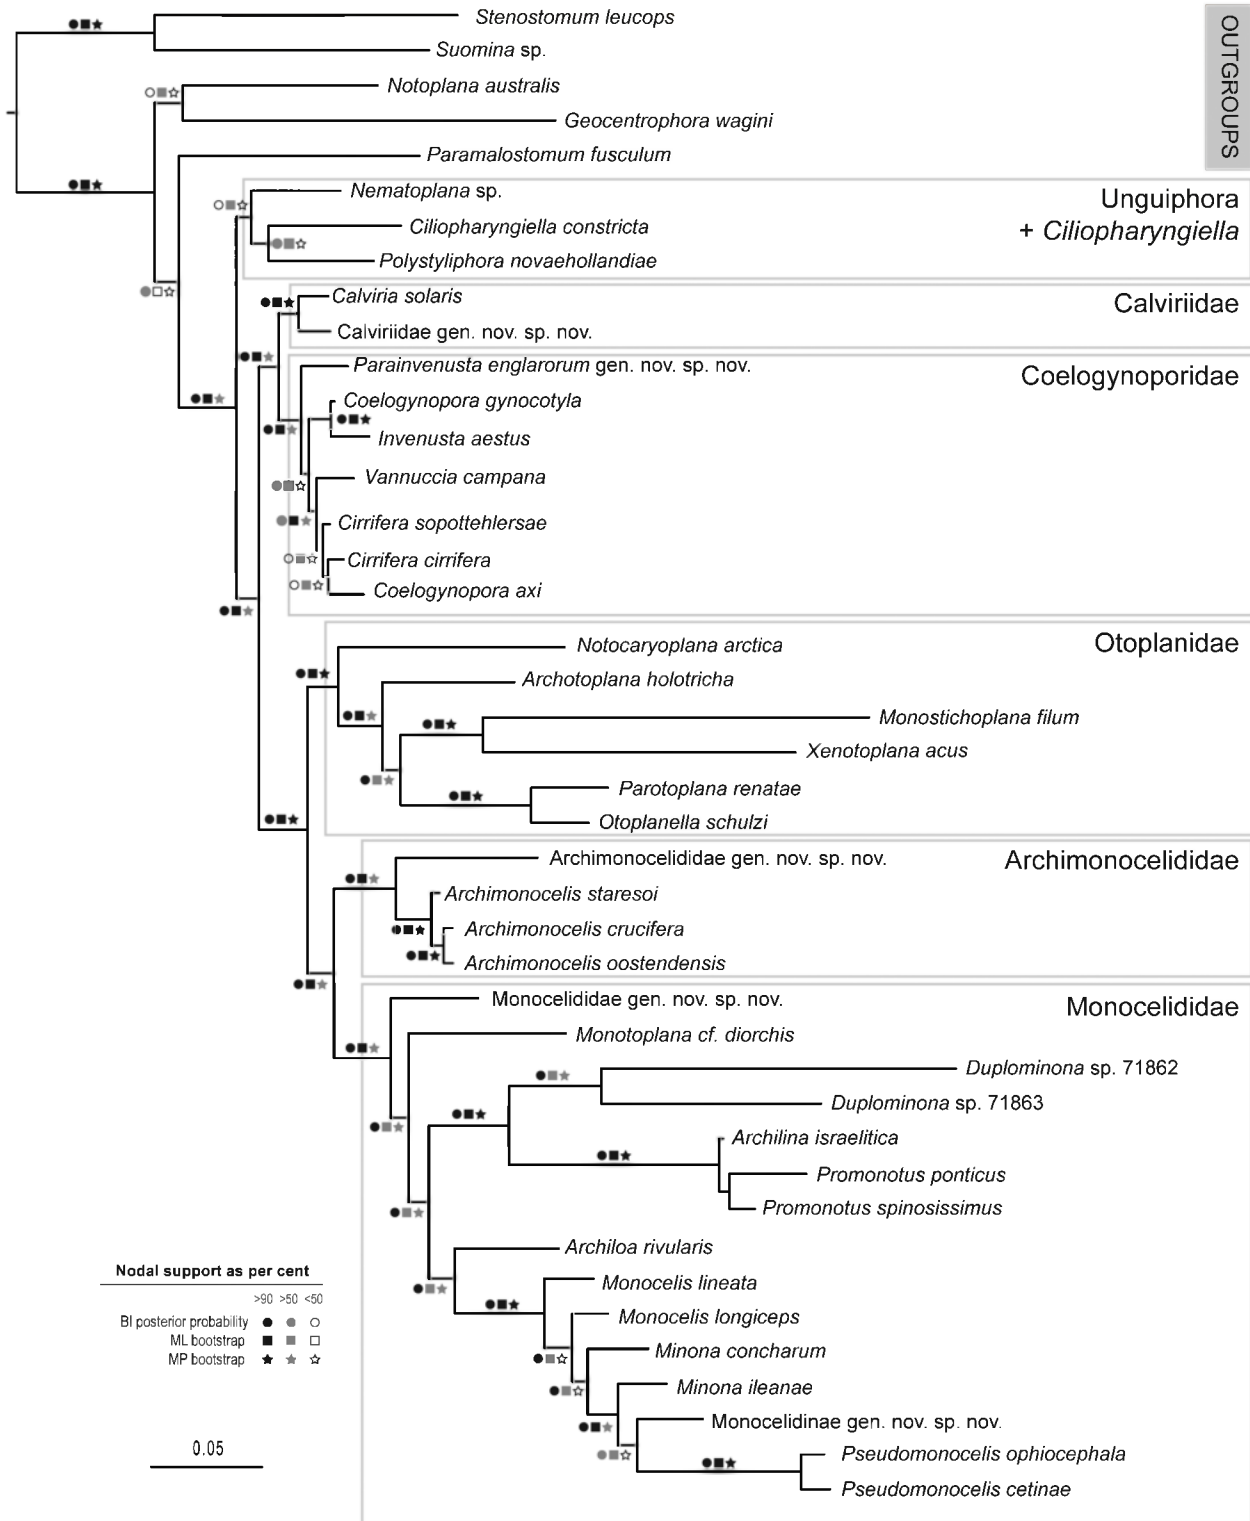 Stenostomum leucops
Suomina sp.
OUTGROUPS
Notoplana australis
Geocentrophora wagini
Paramalostomum fusculum
Nematoplana sp.
Unguiphora
+ Ciliopharyngiella
Ciliopharyngiella constricta
Polystyliphora novaehollandiae
Calviria solaris
Calviriidae
Calviriidae gen. nov. sp. nov.
Parainvenusta englarorum gen. nov. sp. nov.
Coelogynoporidae
Coelogynopora gynocotyla
Invenusta aestus
Vannuccia campana
Cirrifera sopottehlersae
Cirrifera cirrifera
Coelogynopora axi
Notocaryoplana arctica
Otoplanidae
Archotoplana holotricha
Monostichoplana filum
Xenotoplana acus
Parotoplana renatae
Otoplanella schulzi
Archimonocelididae gen. nov. sp. nov.
Archimonocelididae
Archimonocelis staresoi
Archimonocelis crucifera
Archimonocelis oostendensis
Monocelididae gen. nov. sp. nov.
Monocelididae
Monotoplana cf. diorchis
Duplominona sp. 71862
Duplominona sp. 71863
Archilina israelitica
Promonotus ponticus
Promonotus spinosissimus
Archiloa rivularis
Monocelis lineata
Monocelis longiceps
Minona concharum
Minona ileanae
Monocelidinae gen. nov. sp. nov.
Pseudomonocelis ophiocephala
Pseudomonocelis cetinae
Nodal support as per cent
>90 >50 <50
BI posterior probability
ML bootstrap
MP bootstrap
0.05